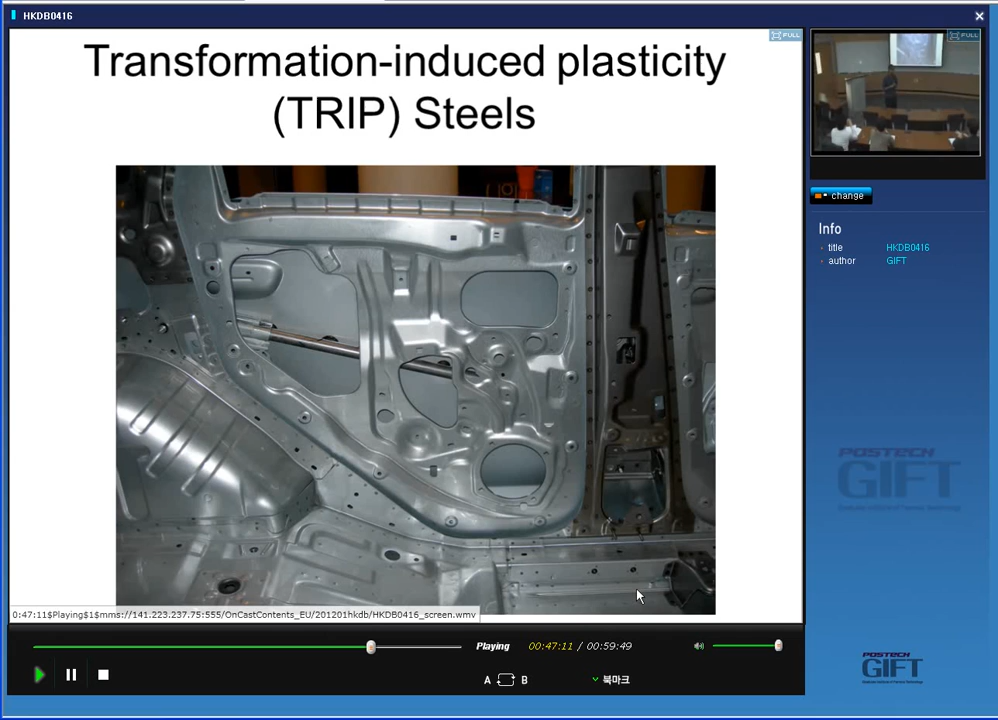 HKDB0416
FULL
FULL
Transformation-induced plasticity
(TRIP) Steels
change
Info
title HKDB0416
author GIFT
POSTECH
GIFT
0:47:11$Playing$1$mms://141.223.237.75:555/OnCastContents_EU/201201hkdb/HKDB0416_screen.wmv
Playing 00:47:11 / 00:59:49
A B 북마크
POSTECH
GIFT